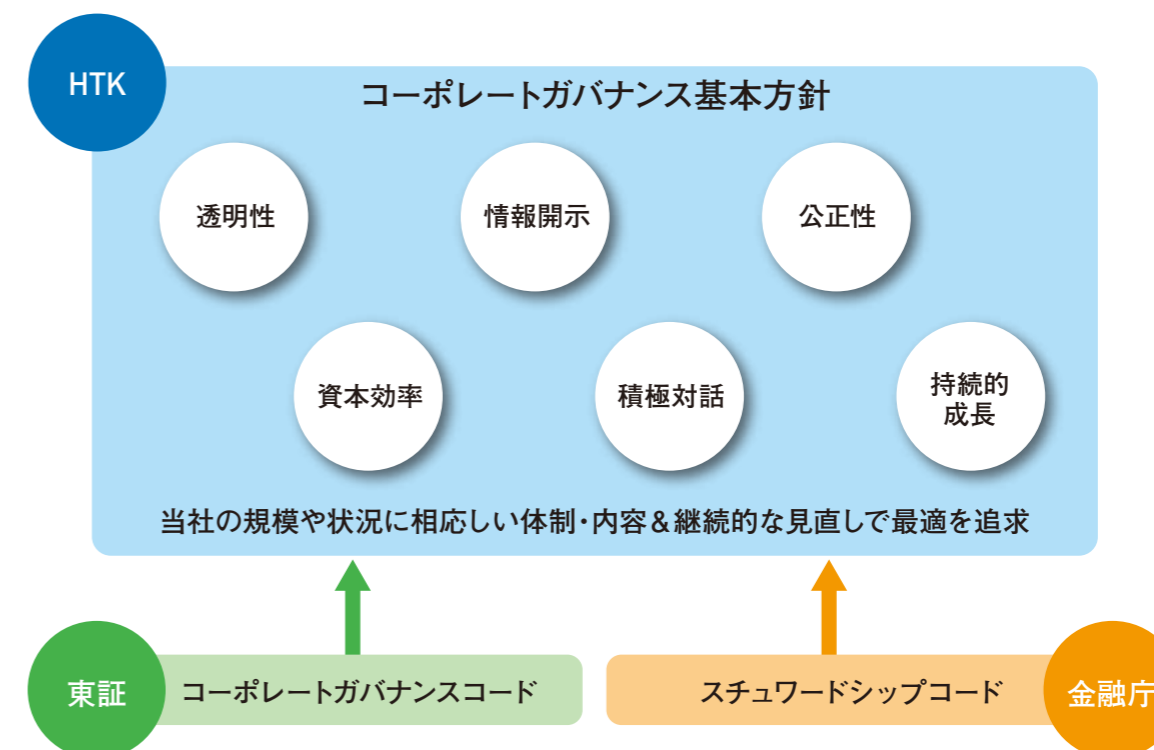 HTK
コーポレートガバナンス基本方針
透明性
情報開示
公正性
資本効率
積極対話
持続的
成長
当社の規模や状況に相応しい体制・内容&継続的な見直しで最適を追求
東証
コーポレートガバナンスコード
スチュワードシップコード
金融庁